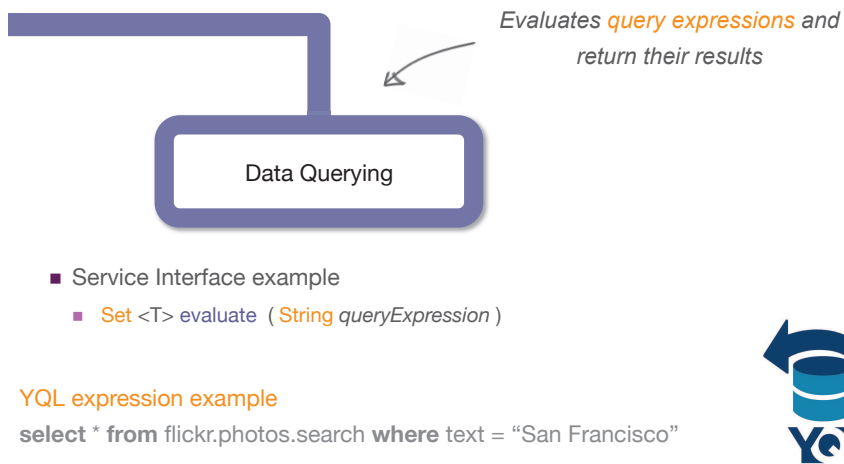 Evaluates query expressions and
return their results
Data Querying
Service Interface example
Set <T> evaluate ( String queryExpression )
YQL expression example
select * from flickr.photos.search where text = “San Francisco”